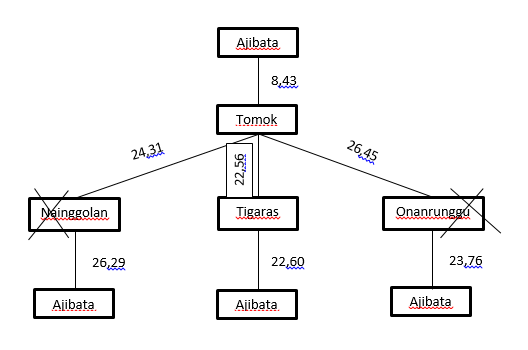 Ajibata
8,43
Tomok
24,31
22,56
26,45
Nainggolan
Tigaras
Onanrunggu
26,29
22,60
23,76
Ajibata
Ajibata
Ajibata